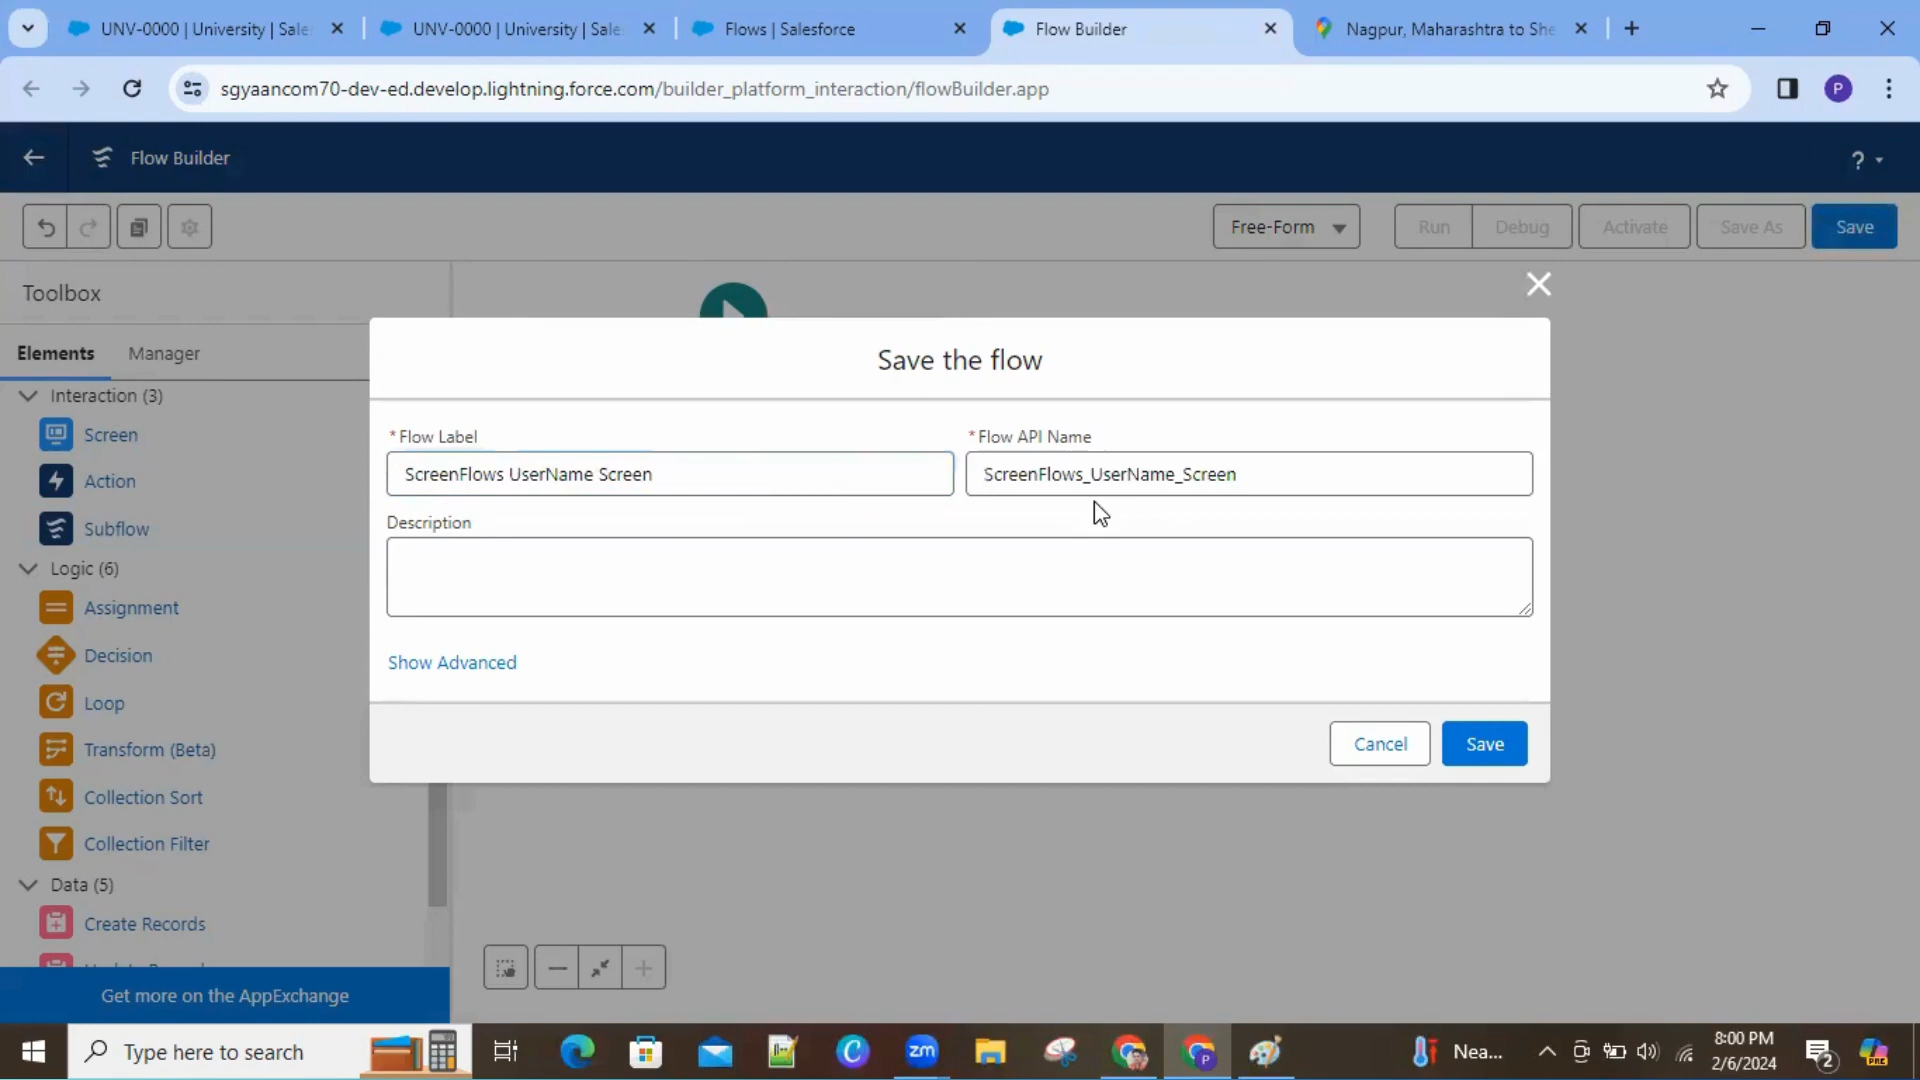 UNV-0000 | University | Sale
UNV-0000 | University | Sale
Flows | Salesforce
Flow Builder
Nagpur, Maharashtra to She
sgyaancom70-dev-ed.develop.lightning.force.com/builder_platform_interaction/flowBuilder.app
P
Flow Builder
?
Free-Form
Run
Debug
Activate
Save As
Save
Toolbox
Elements
Manager
Interaction (3)
Screen
Action
Subflow
Logic (6)
Assignment
Decision
Loop
Transform (Beta)
Collection Sort
Collection Filter
Data (5)
Create Records
Get more on the AppExchange
Save the flow
*Flow Label
*Flow API Name
ScreenFlows UserName Screen
ScreenFlows_UserName_Screen
Description
Show Advanced
Cancel
Save
Type here to search
zm
P
Nea...
8:00 PM
2/6/2024
2
PRE